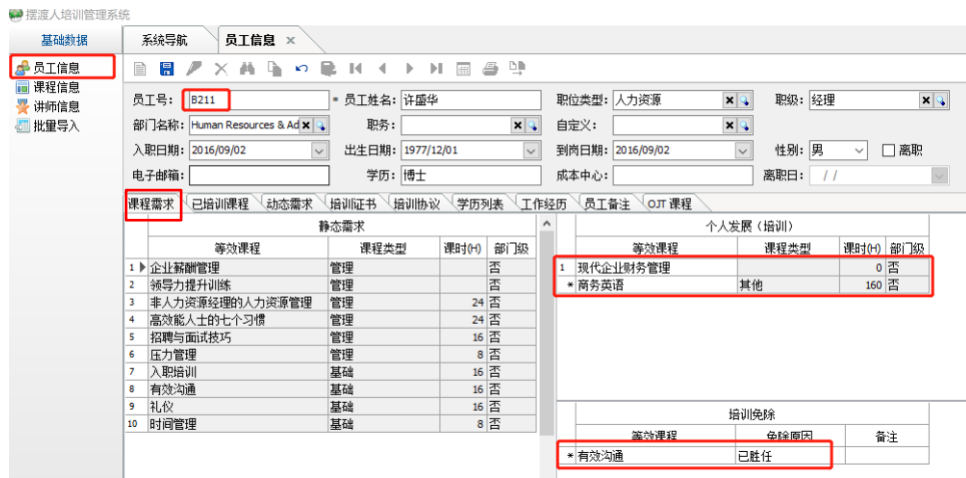 摆渡人培训管理系统
基础数据
系统导航
员工信息 ×
员工信息
课程信息
讲师信息
批量导入
员工号: B211 * 员工姓名: 许盛华 职位类型: 人力资源 职级: 经理
部门名称: Human Resources & Ad 职务: 自定义:
入职日期: 2016/09/02 出生日期: 1977/12/01 到岗日期: 2016/09/02 性别: 男 离职
电子邮箱: 学历: 博士 成本中心: 离职日: / /
课程需求 已培训课程 动态需求 培训证书 培训协议 学历列表 工作经历 员工备注 OJT 课程
静态需求
等效课程 课程类型 课时(H) 部门级
1 企业薪酬管理 管理 否
2 领导力提升训练 管理 否
3 非人力资源经理的人力资源管理 管理 24 否
4 高效能人士的七个习惯 管理 24 否
5 招聘与面试技巧 管理 16 否
6 压力管理 管理 8 否
7 入职培训 基础 16 否
8 有效沟通 基础 16 否
9 礼仪 基础 16 否
10 时间管理 基础 8 否
个人发展 (培训)
等效课程 课程类型 课时(H) 部门级
1 现代企业财务管理 0 否
* 商务英语 其他 160 否
培训免除
等效课程 免除原因 备注
* 有效沟通 已胜任